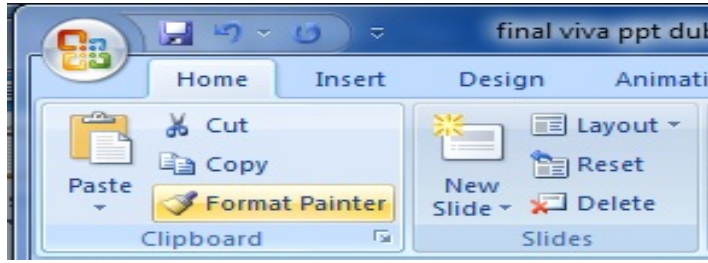 final viva ppt dub
Home Insert Design Animati
Cut
Copy
Format Painter
Paste
Clipboard
Layout
Reset
Delete
New
Slide
Slides